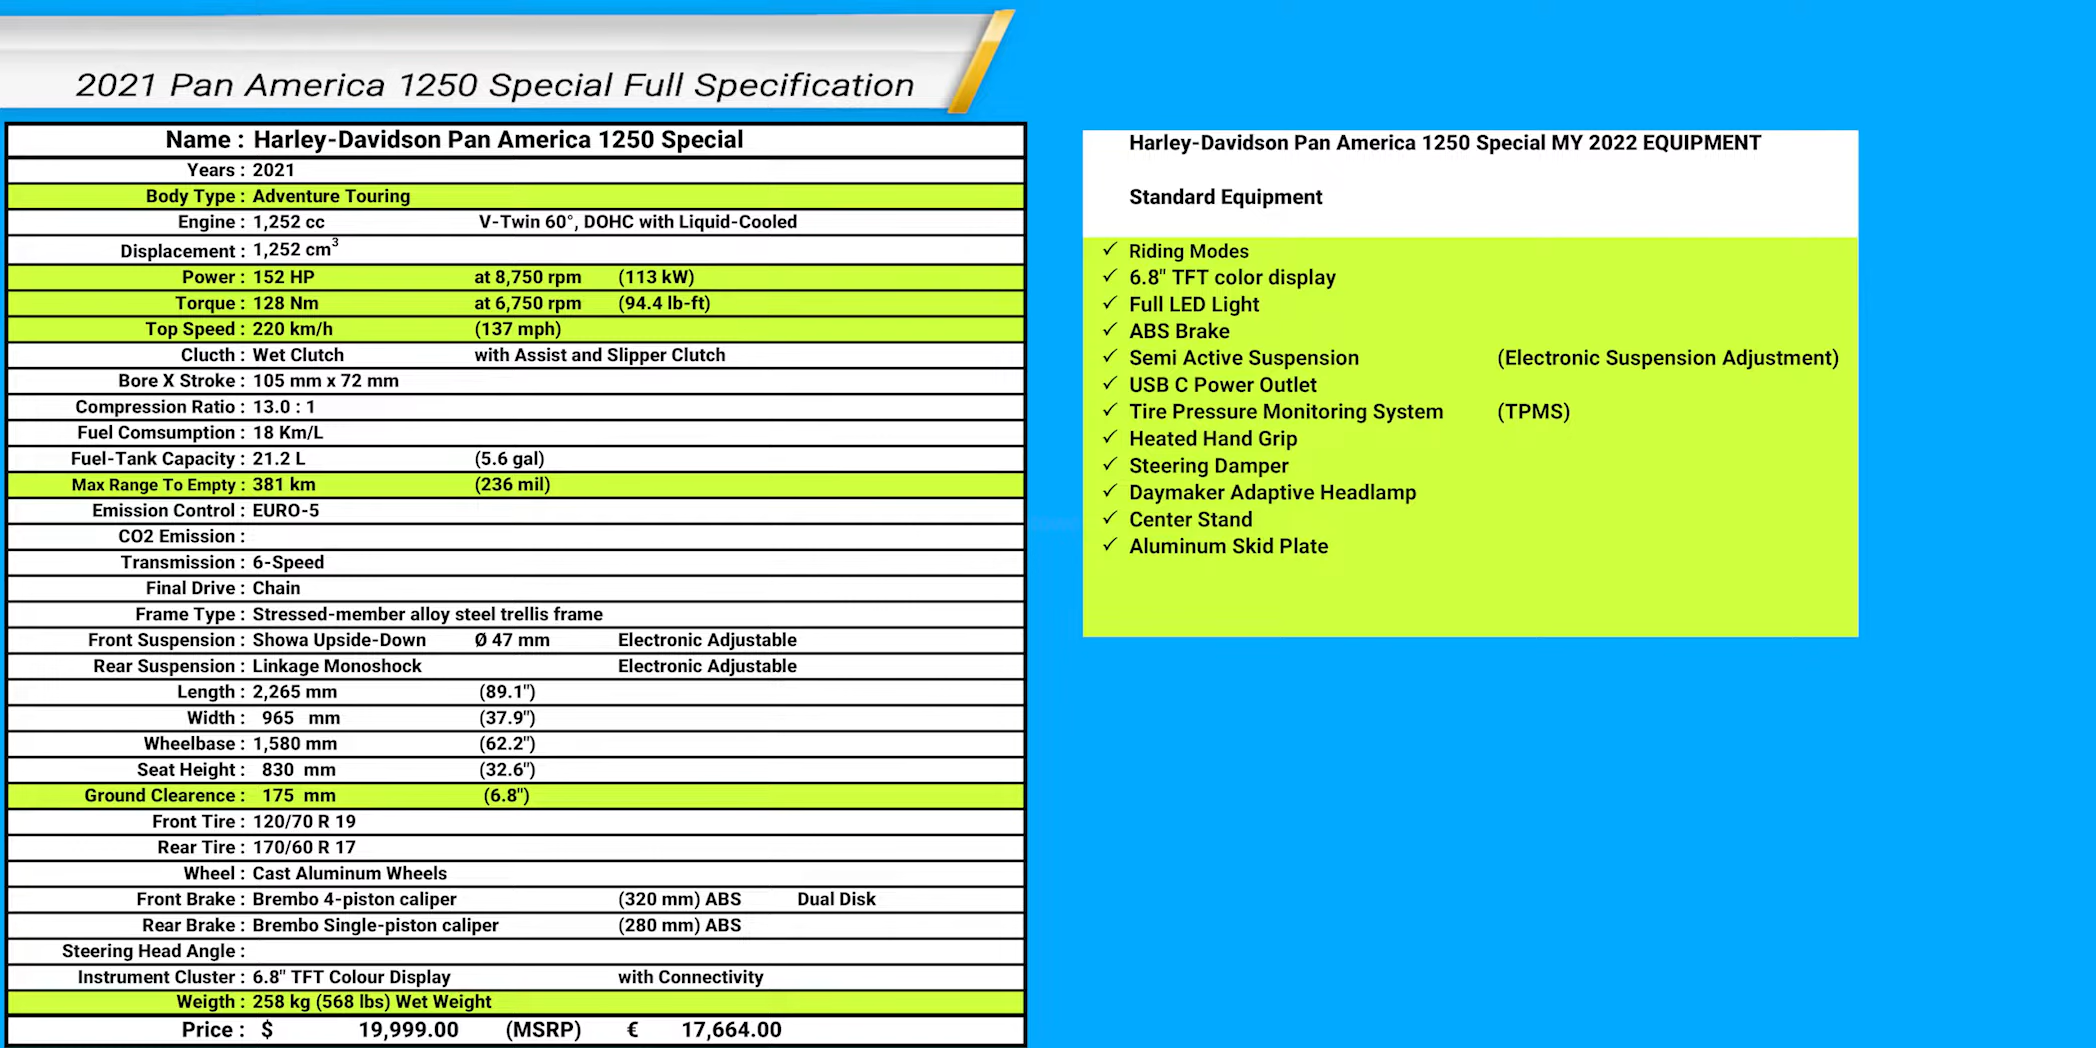 2021 Pan America 1250 Special Full Specification
Name : Harley-Davidson Pan America 1250 Special
Years : 2021
Body Type : Adventure Touring
Engine : 1,252 cc V-Twin 60°, DOHC with Liquid-Cooled
Displacement : 1,252 cm³
Power : 152 HP at 8,750 rpm (113 kW)
Torque : 128 Nm at 6,750 rpm (94.4 lb-ft)
Top Speed : 220 km/h (137 mph)
Clucth : Wet Clutch with Assist and Slipper Clutch
Bore X Stroke : 105 mm x 72 mm
Compression Ratio : 13.0 : 1
Fuel Comsumption : 18 Km/L
Fuel-Tank Capacity : 21.2 L (5.6 gal)
Max Range To Empty : 381 km (236 mil)
Emission Control : EURO-5
CO2 Emission :
Transmission : 6-Speed
Final Drive : Chain
Frame Type : Stressed-member alloy steel trellis frame
Front Suspension : Showa Upside-Down Ø 47 mm Electronic Adjustable
Rear Suspension : Linkage Monoshock Electronic Adjustable
Length : 2,265 mm (89.1")
Width : 965 mm (37.9")
Wheelbase : 1,580 mm (62.2")
Seat Height : 830 mm (32.6")
Ground Clearence : 175 mm (6.8")
Front Tire : 120/70 R 19
Rear Tire : 170/60 R 17
Wheel : Cast Aluminum Wheels
Front Brake : Brembo 4-piston caliper (320 mm) ABS Dual Disk
Rear Brake : Brembo Single-piston caliper (280 mm) ABS
Steering Head Angle :
Instrument Cluster : 6.8" TFT Colour Display with Connectivity
Weigth : 258 kg (568 lbs) Wet Weight
Price : $ 19,999.00 (MSRP) € 17,664.00
Harley-Davidson Pan America 1250 Special MY 2022 EQUIPMENT
Standard Equipment
✓ Riding Modes
✓ 6.8" TFT color display
✓ Full LED Light
✓ ABS Brake
✓ Semi Active Suspension (Electronic Suspension Adjustment)
✓ USB C Power Outlet
✓ Tire Pressure Monitoring System (TPMS)
✓ Heated Hand Grip
✓ Steering Damper
✓ Daymaker Adaptive Headlamp
✓ Center Stand
✓ Aluminum Skid Plate